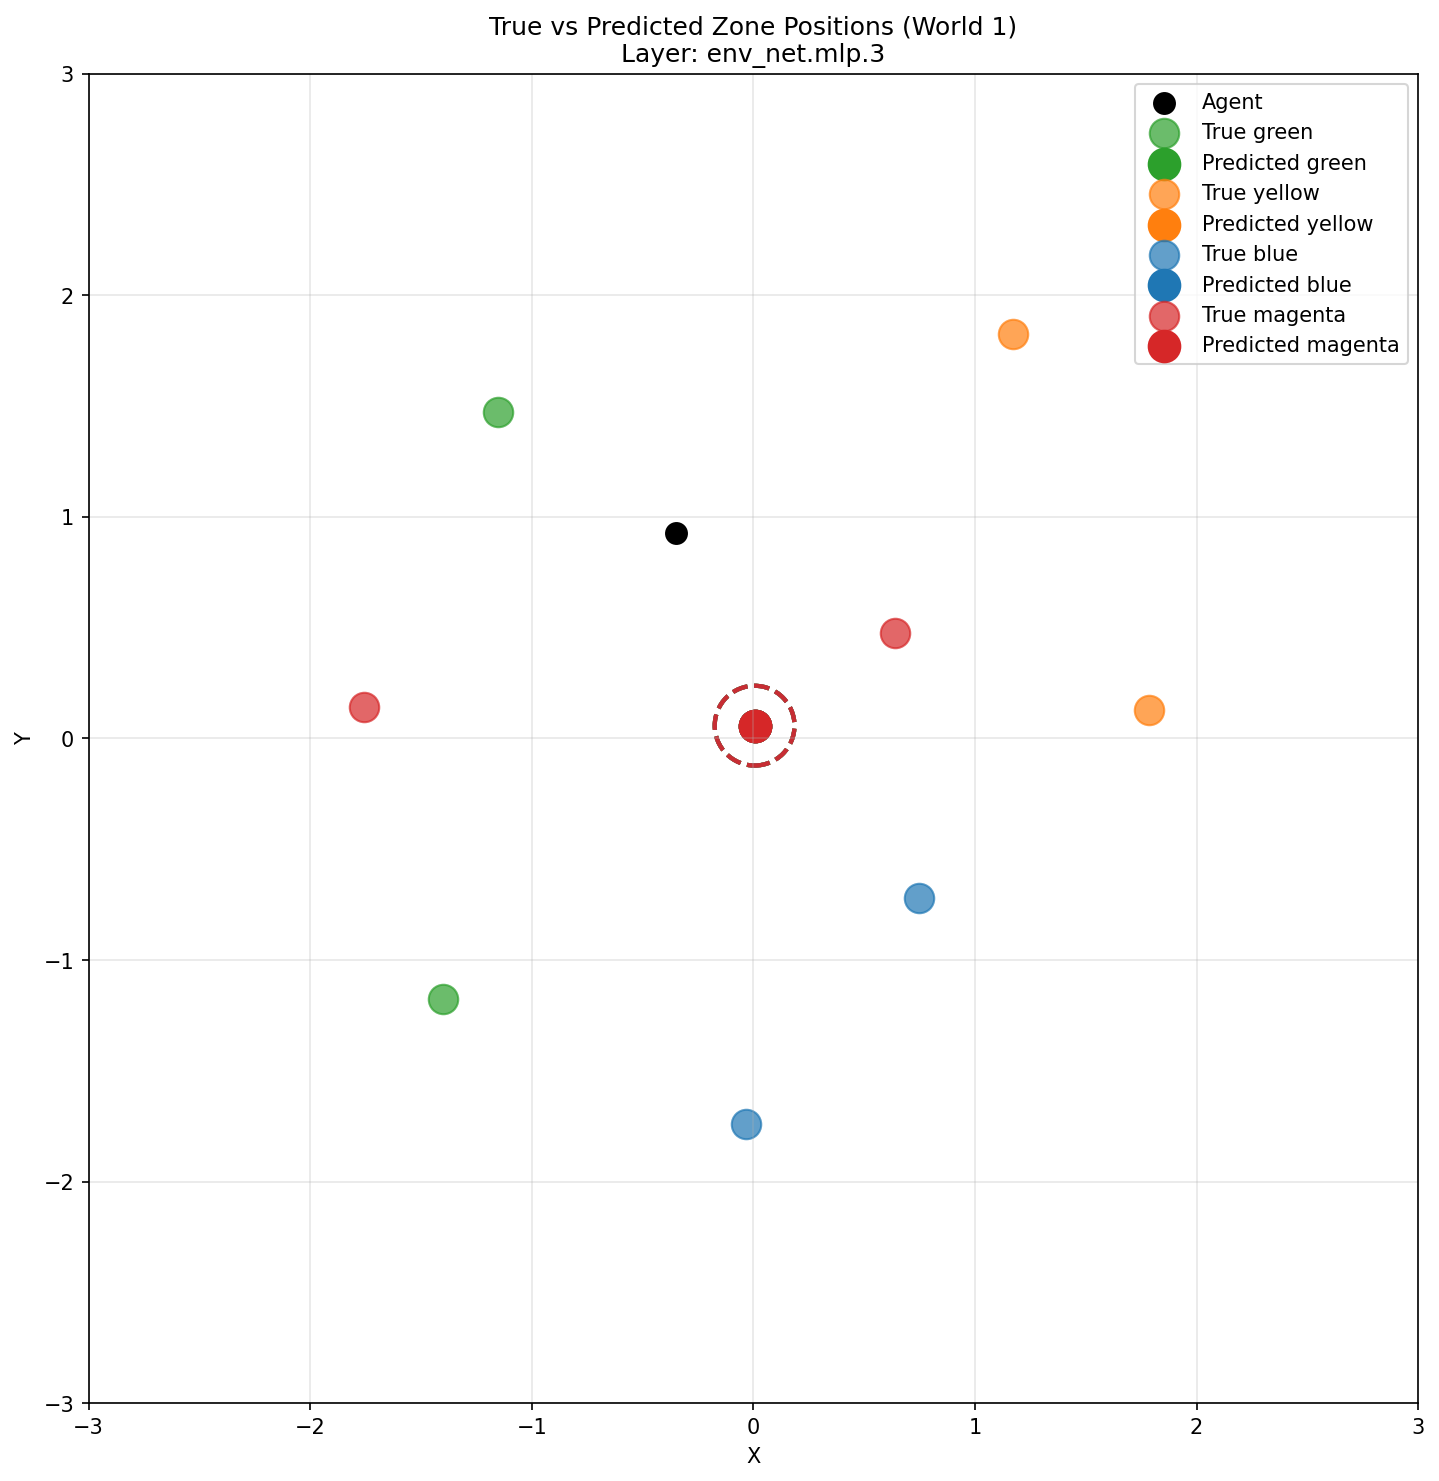 True vs Predicted Zone Positions (World 1)
Layer: env_net.mlp.3
Agent
True green
Predicted green
True yellow
Predicted yellow
True blue
Predicted blue
True magenta
Predicted magenta
3
2
1
0
−1
−2
−3
Y
−3 −2 −1 0 1 2 3
X